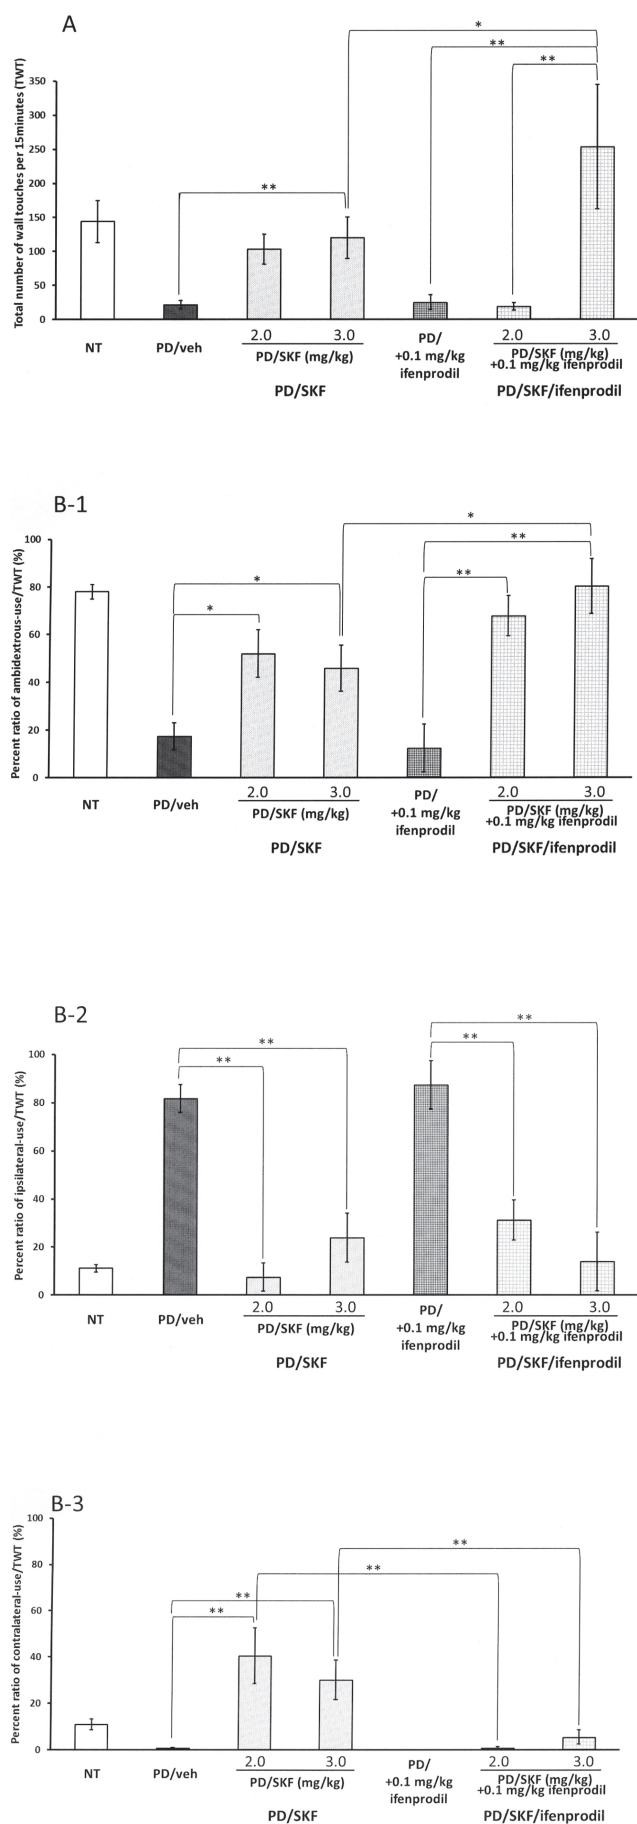 A
*
**
**
**
Total number of wall touches per 15minutes (TWT)
350
300
250
200
150
100
50
0
NT
PD/veh
2.0
3.0
PD/SKF (mg/kg)
PD/SKF
PD/
+0.1 mg/kg
ifenprodil
2.0
3.0
PD/SKF (mg/kg)
+0.1 mg/kg ifenprodil
PD/SKF/ifenprodil
B-1
*
**
**
*
*
Percent ratio of ambidextrous-use/TWT (%)
100
80
60
40
20
0
NT
PD/veh
2.0
3.0
PD/SKF (mg/kg)
PD/SKF
PD/
+0.1 mg/kg
ifenprodil
2.0
3.0
PD/SKF (mg/kg)
+0.1 mg/kg ifenprodil
PD/SKF/ifenprodil
B-2
**
**
**
**
Percent ratio of ipsilateral-use/TWT (%)
100
80
60
40
20
0
NT
PD/veh
2.0
3.0
PD/SKF (mg/kg)
PD/SKF
PD/
+0.1 mg/kg
ifenprodil
2.0
3.0
PD/SKF (mg/kg)
+0.1 mg/kg ifenprodil
PD/SKF/ifenprodil
B-3
**
**
**
**
Percent ratio of contralateral-use/TWT (%)
100
80
60
40
20
0
NT
PD/veh
2.0
3.0
PD/SKF (mg/kg)
PD/SKF
PD/
+0.1 mg/kg
ifenprodil
2.0
3.0
PD/SKF (mg/kg)
+0.1 mg/kg ifenprodil
PD/SKF/ifenprodil